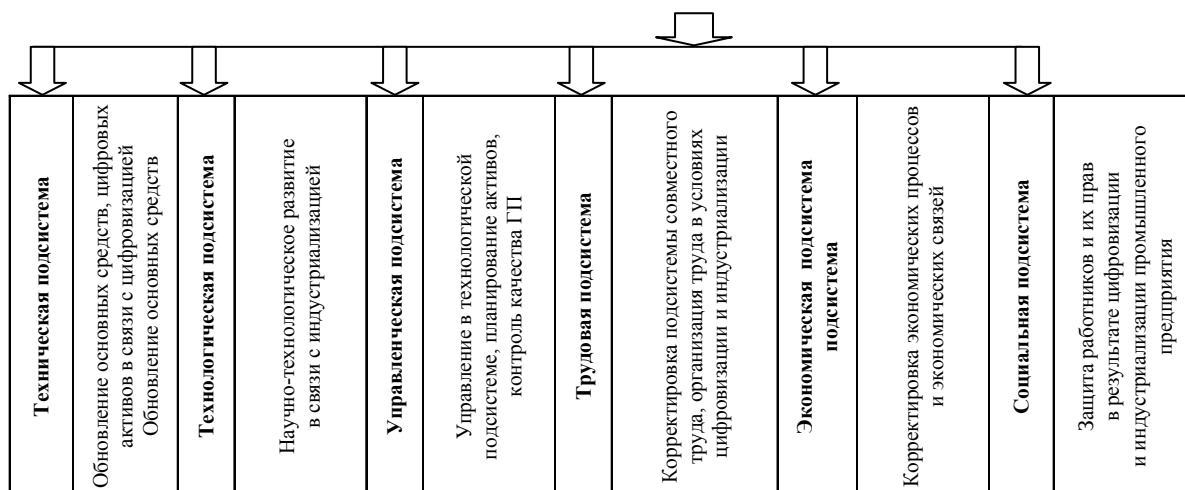 Техническая подсистема
Обновление основных средств, цифровых
активов в связи с цифровизацией
Обновление основных средств
Технологическая подсистема
Научно-технологическое развитие
в связи с индустриализацией
Управленческая подсистема
Управление в технологической
подсистеме, планирование активов,
контроль качества ГП
Трудовая подсистема
Корректировка подсистемы совместного
труда, организация труда в условиях
цифровизации и индустриализации
Экономическая подсистема
подсистема
Корректировка экономических процессов
и экономических связей
Социальная подсистема
Защита работников и их прав
в результате цифровизации
и индустриализации промышленного
предприятия